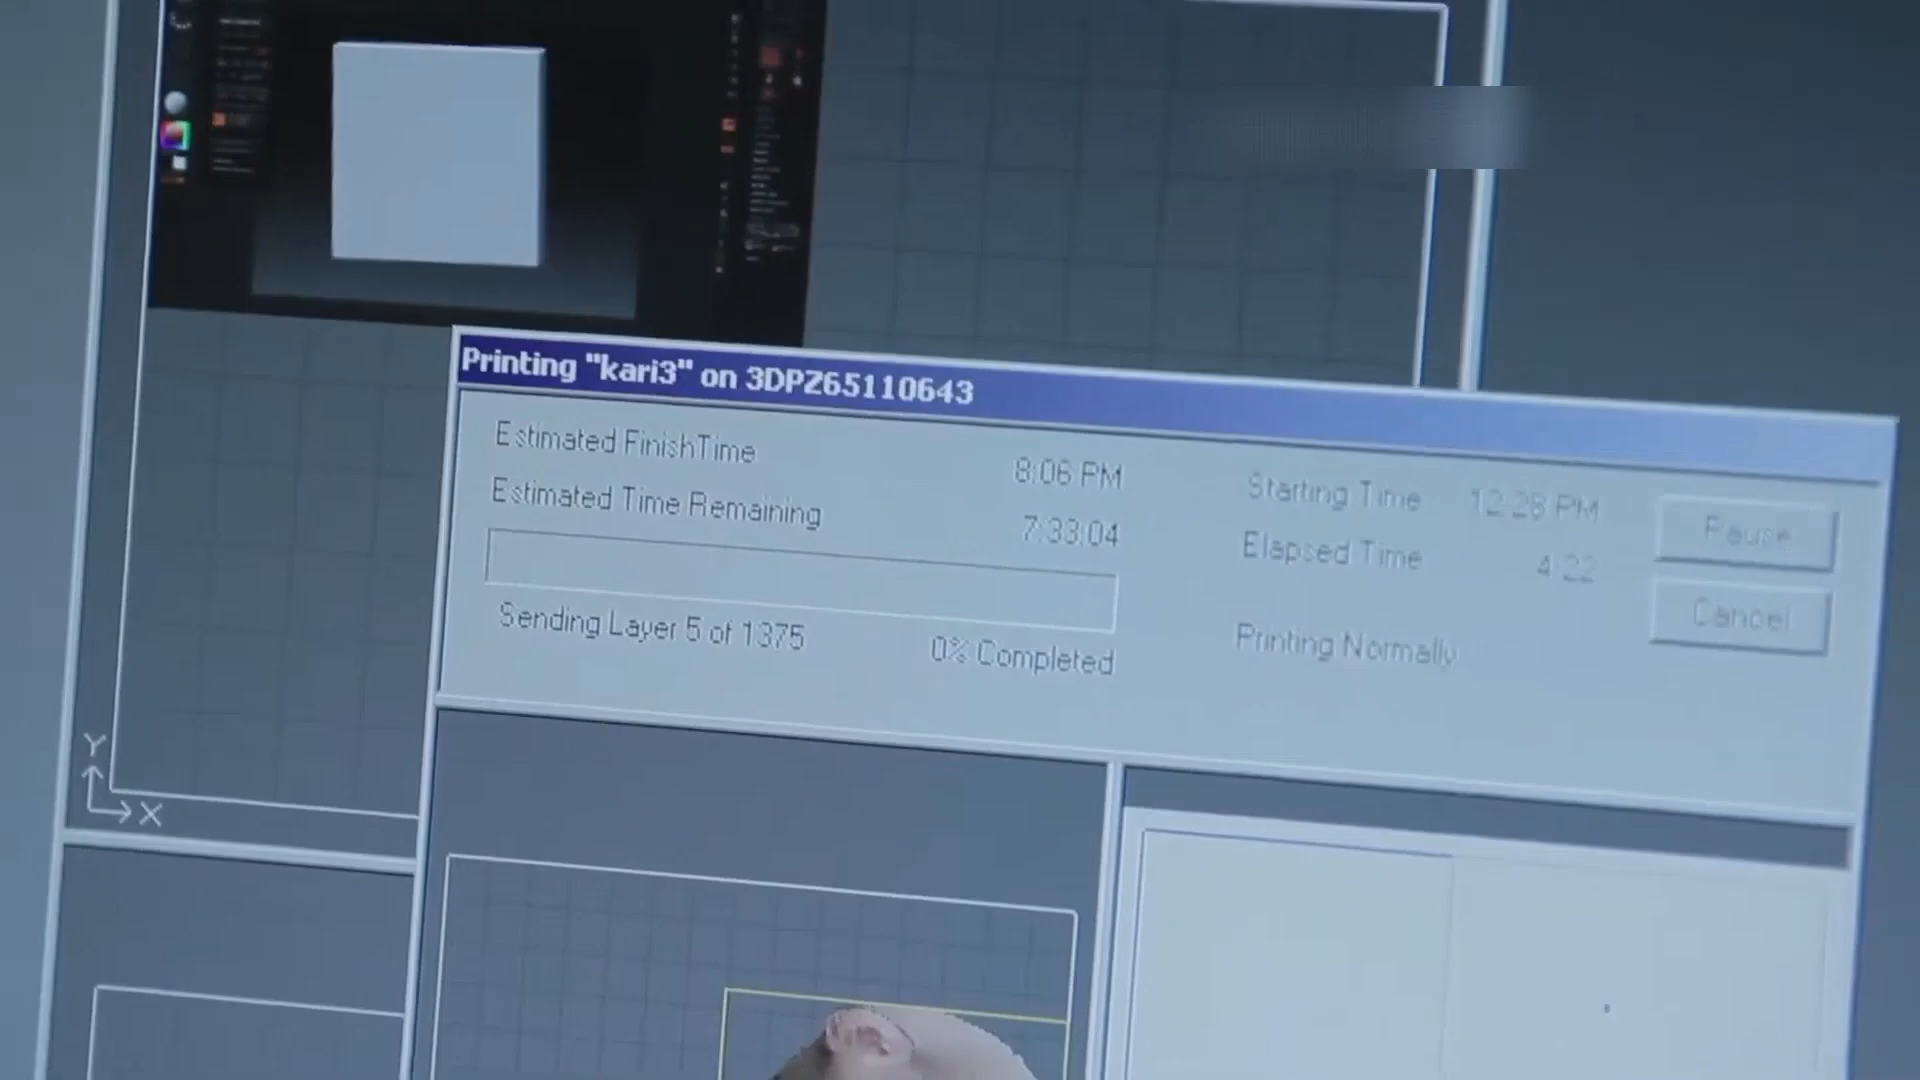 Printing "kari3" on 3DPZ65110643
Estimated FinishTime 8:06 PM
Estimated Time Remaining 7:33:04
Sending Layer 5 of 1375
0% Completed
Starting Time 12:28 PM
Elapsed Time 4:22
Printing Normally
Pause
Cancel
Y
X